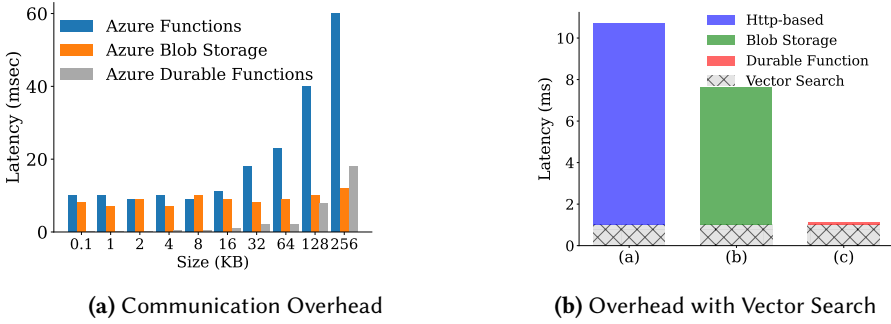 Azure Functions
Azure Blob Storage
Azure Durable Functions
Latency (msec)
60
40
20
0
0.1 1 2 4 8 16 32 64 128 256
Size (KB)
(a) Communication Overhead
Http-based
Blob Storage
Durable Function
Vector Search
Latency (ms)
10
8
6
4
2
0
(a) (b) (c)
(b) Overhead with Vector Search